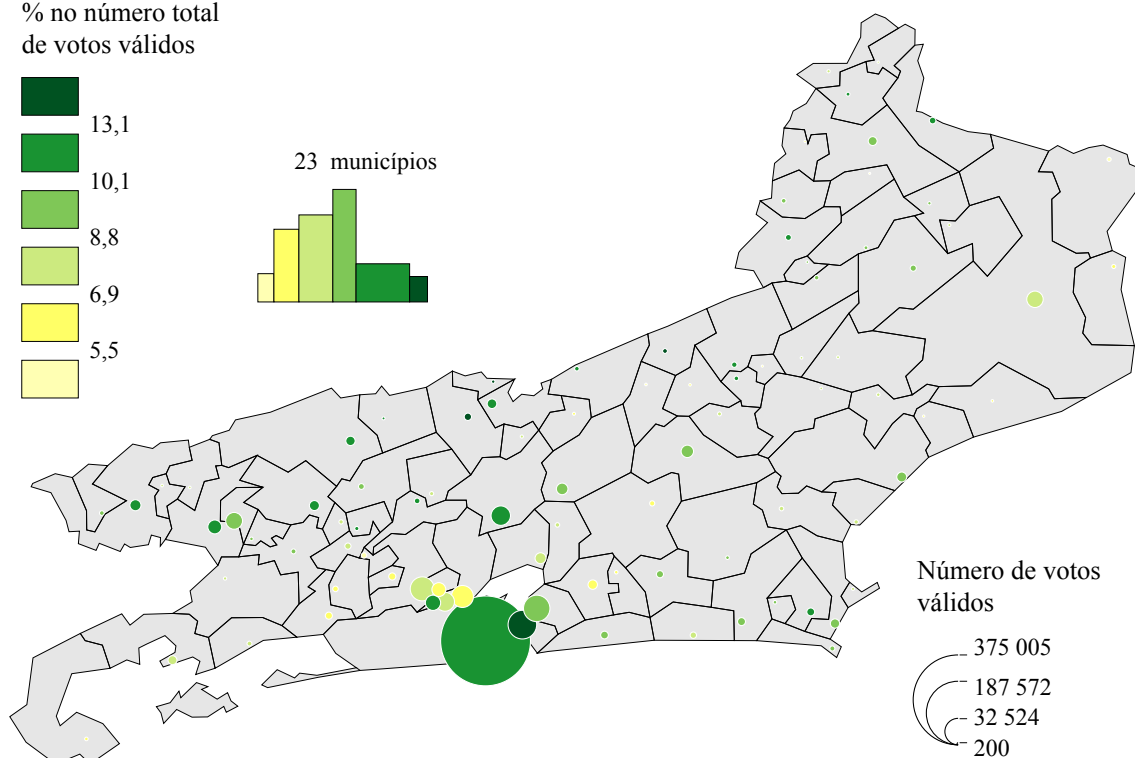 % no número total
de votos válidos
13,1
10,1
8,8
6,9
5,5
23 municípios
Número de votos
válidos
375 005
187 572
32 524
200